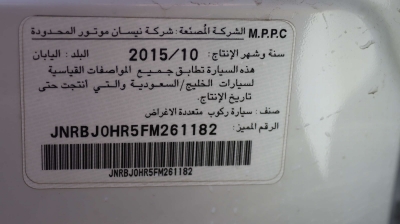 M.P.P.C الشركة المصنعة: شركة نيسان موتور المحدودة
سنة وشهر الإنتاج: 2015/10 البلد: اليابان
هذه السيارة تطابق جميع المواصفات القياسية
لسيارات الخليج/السعودية والتي أنتجت حتى
تاريخ الإنتاج.
صنف: سيارة ركوب متعددة الاغراض
الرقم المميز: JNRBJ0HR5FM261182
JNRBJ0HR5FM261182